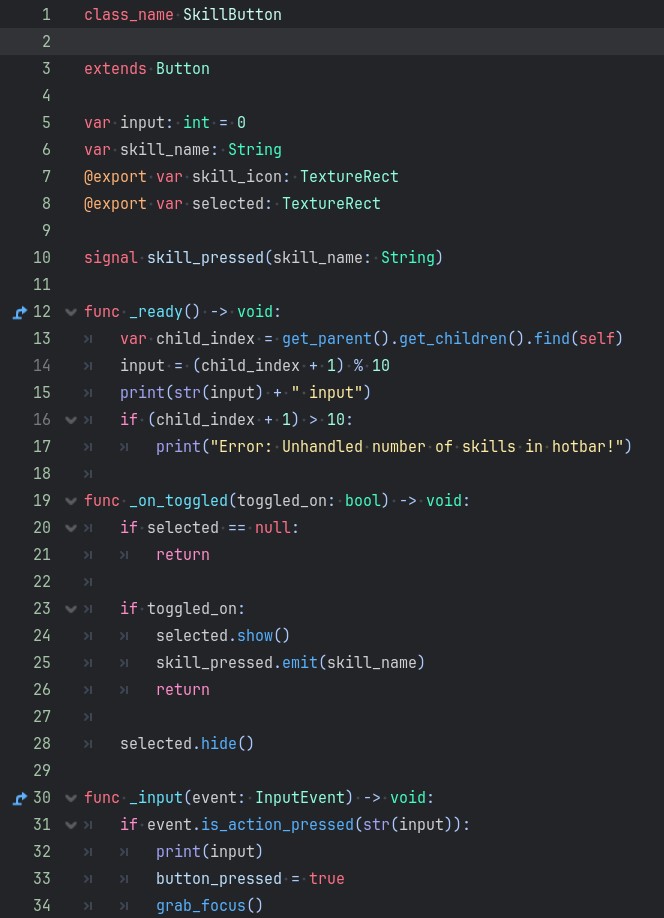 1 class_name SkillButton
2
3 extends Button
4
5 var input: int = 0
6 var skill_name: String
7 @export var skill_icon: TextureRect
8 @export var selected: TextureRect
9
10 signal skill_pressed(skill_name: String)
11
12 func _ready() -> void:
13 var child_index = get_parent().get_children().find(self)
14 input = (child_index + 1) % 10
15 print(str(input) + " input")
16 if (child_index + 1) > 10:
17 print("Error: Unhandled number of skills in hotbar!")
18
19 func _on_toggled(toggled_on: bool) -> void:
20 if selected == null:
21 return
22
23 if toggled_on:
24 selected.show()
25 skill_pressed.emit(skill_name)
26 return
27
28 selected.hide()
29
30 func _input(event: InputEvent) -> void:
31 if event.is_action_pressed(str(input)):
32 print(input)
33 button_pressed = true
34 grab_focus()